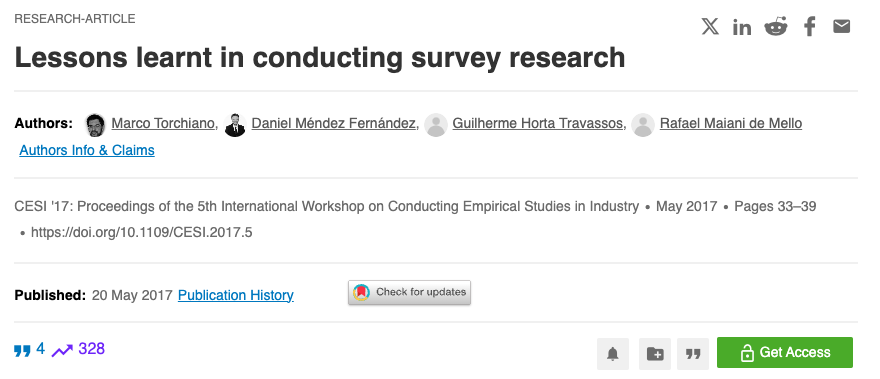 RESEARCH-ARTICLE
Lessons learnt in conducting survey research
Authors: Marco Torchiano, Daniel Méndez Fernández, Guilherme Horta Travassos, Rafael Maiani de Mello
Authors Info & Claims
CESI '17: Proceedings of the 5th International Workshop on Conducting Empirical Studies in Industry • May 2017 • Pages 33–39
• https://doi.org/10.1109/CESI.2017.5
Published: 20 May 2017 Publication History Check for updates
4 328 Get Access